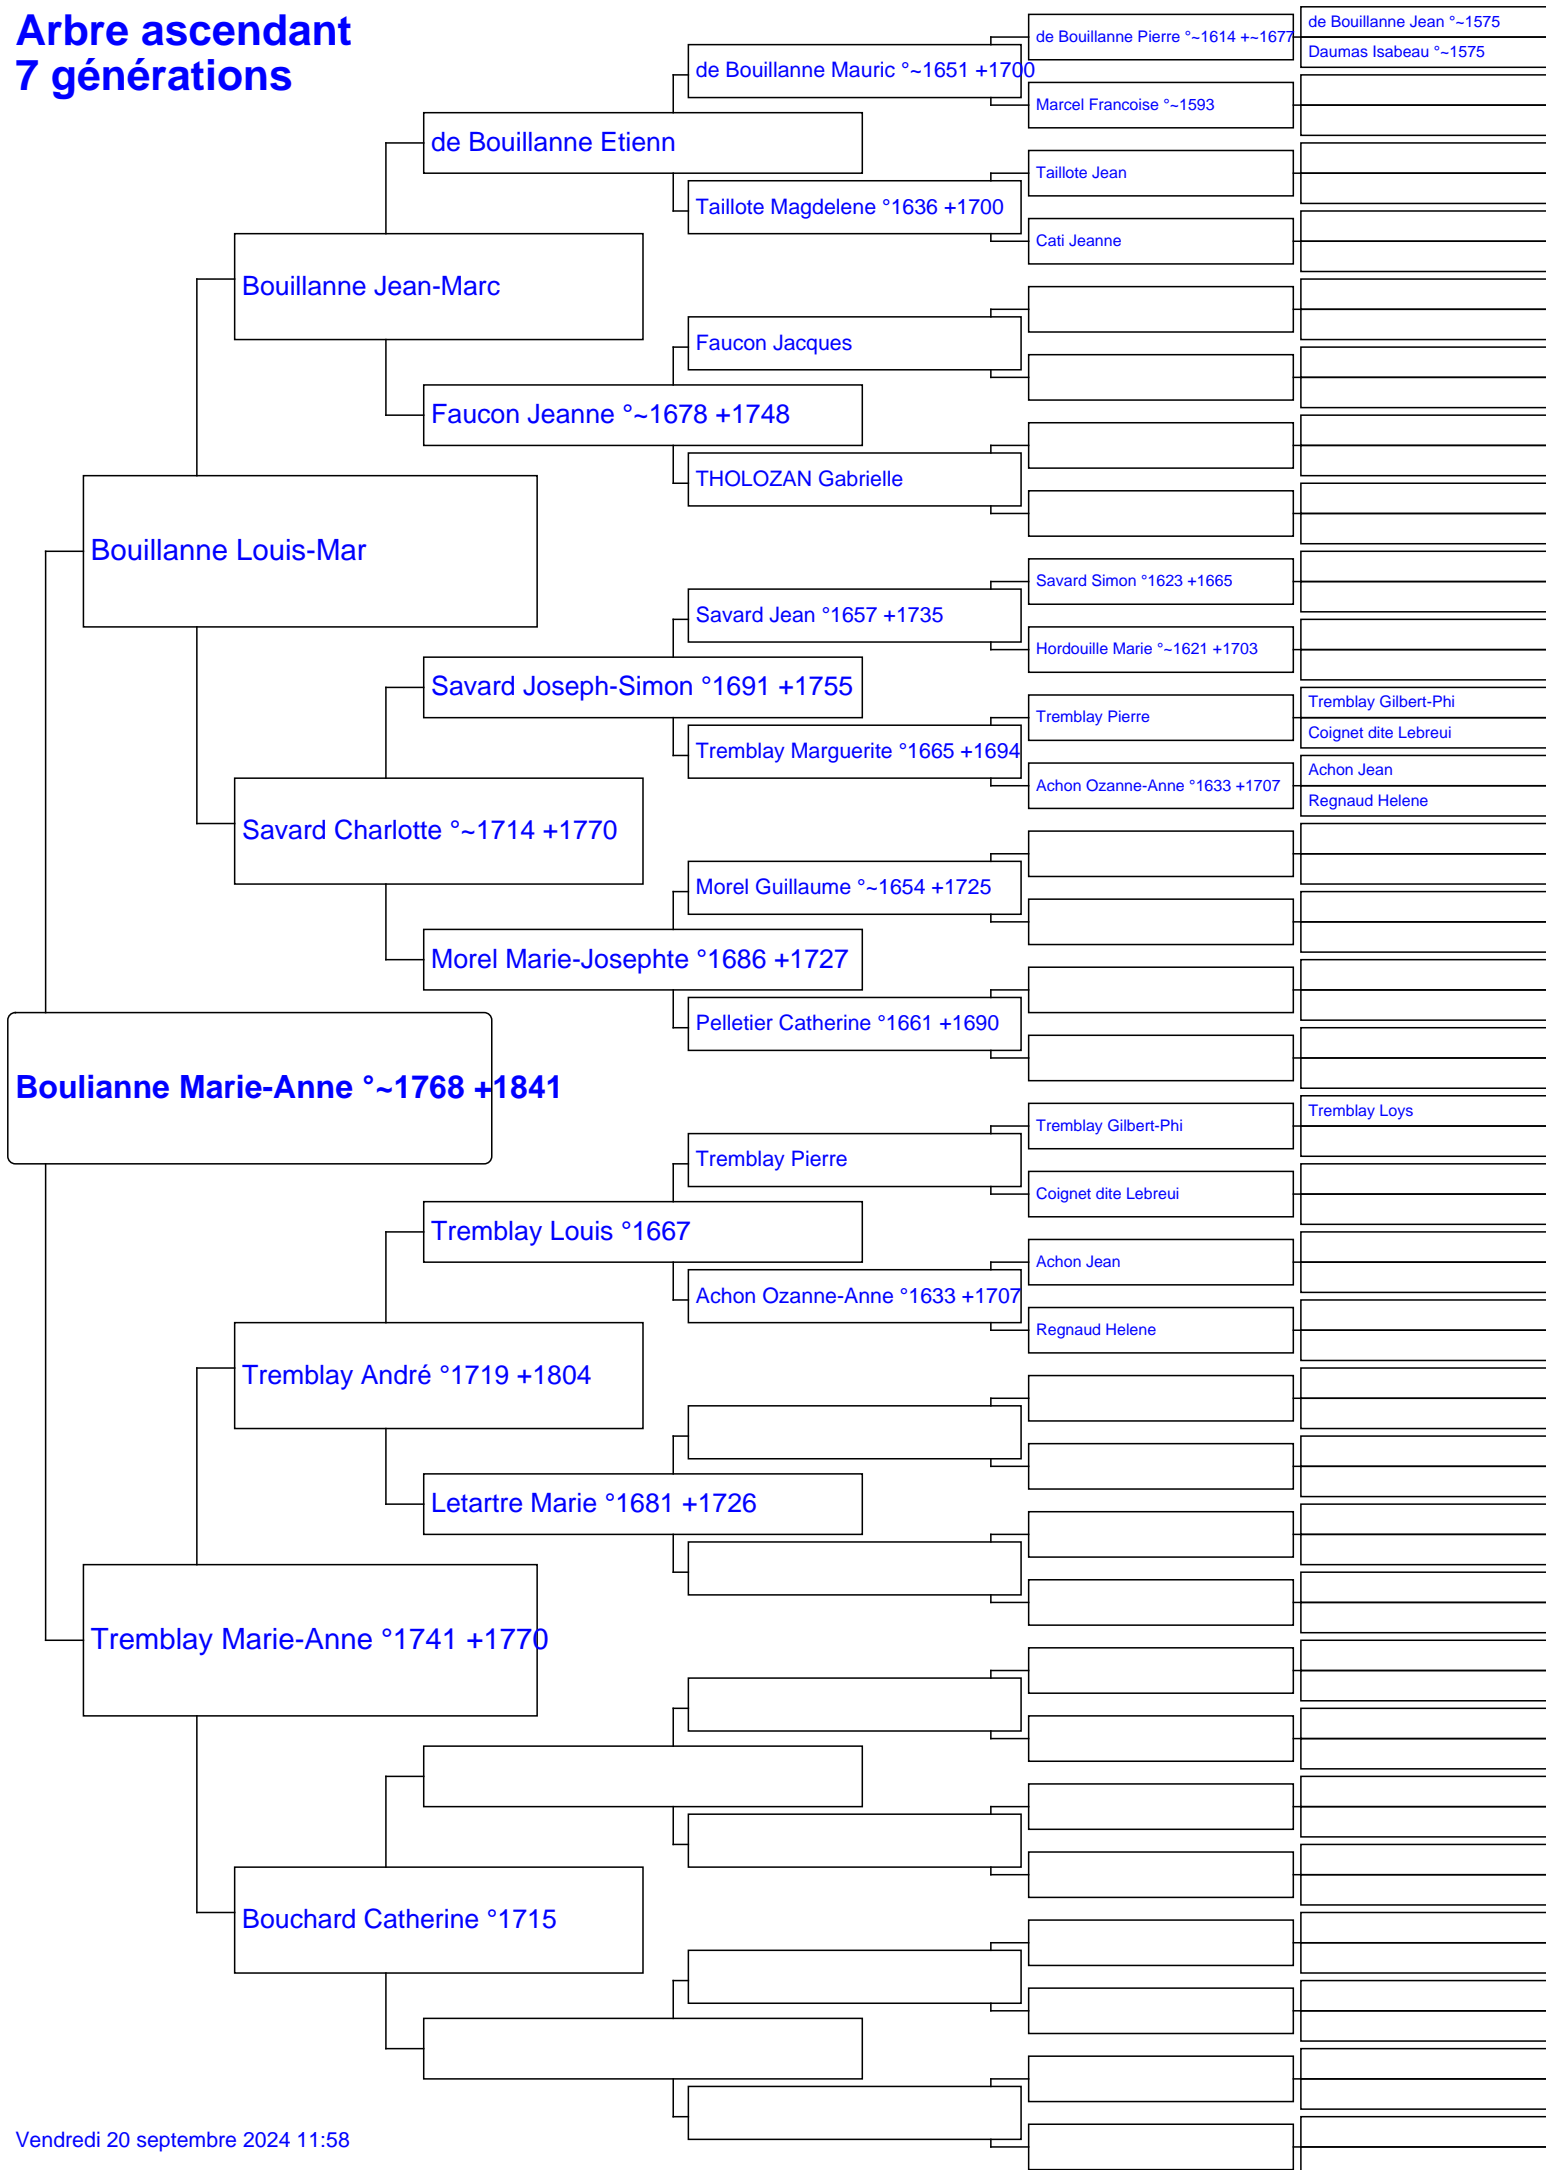 Arbre ascendant
7 générations
de Bouillanne Jean °~1575
de Bouillanne Pierre °~1614 +~1677
Daumas Isabeau °~1575
de Bouillanne Mauric °~1651 +1700
Marcel Francoise °~1593
de Bouillanne Etienn
Taillote Jean
Taillote Magdelene °1636 +1700
Cati Jeanne
Bouillanne Jean-Marc
Faucon Jacques
Faucon Jeanne °~1678 +1748
THOLOZAN Gabrielle
Bouillanne Louis-Mar
Savard Simon °1623 +1665
Savard Jean °1657 +1735
Hordouille Marie °~1621 +1703
Savard Joseph-Simon °1691 +1755
Tremblay Gilbert-Phi
Tremblay Pierre
Coignet dite Lebreui
Tremblay Marguerite °1665 +1694
Achon Jean
Achon Ozanne-Anne °1633 +1707
Regnaud Helene
Savard Charlotte °~1714 +1770
Morel Guillaume °~1654 +1725
Morel Marie-Josephte °1686 +1727
Pelletier Catherine °1661 +1690
Boulianne Marie-Anne °~1768 +1841
Tremblay Loys
Tremblay Gilbert-Phi
Tremblay Pierre
Coignet dite Lebreui
Tremblay Louis °1667
Achon Jean
Achon Ozanne-Anne °1633 +1707
Regnaud Helene
Tremblay André °1719 +1804
Letartre Marie °1681 +1726
Tremblay Marie-Anne °1741 +1770
Bouchard Catherine °1715
Vendredi 20 septembre 2024 11:58